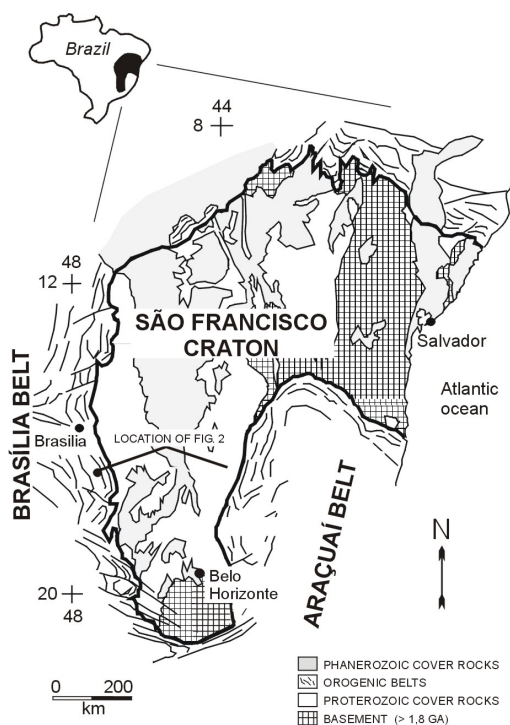 Brazil
44
8
48
12
SÃO FRANCISCO
CRATON
Salvador
Atlantic
ocean
BRASÍLIA BELT
Brasilia
LOCATION OF FIG. 2
ARAÇUAÍ BELT
N
Belo
Horizonte
20
48
0 200
km
PHANEROZOIC COVER ROCKS
OROGENIC BELTS
PROTEROZOIC COVER ROCKS
BASEMENT (> 1,8 GA)